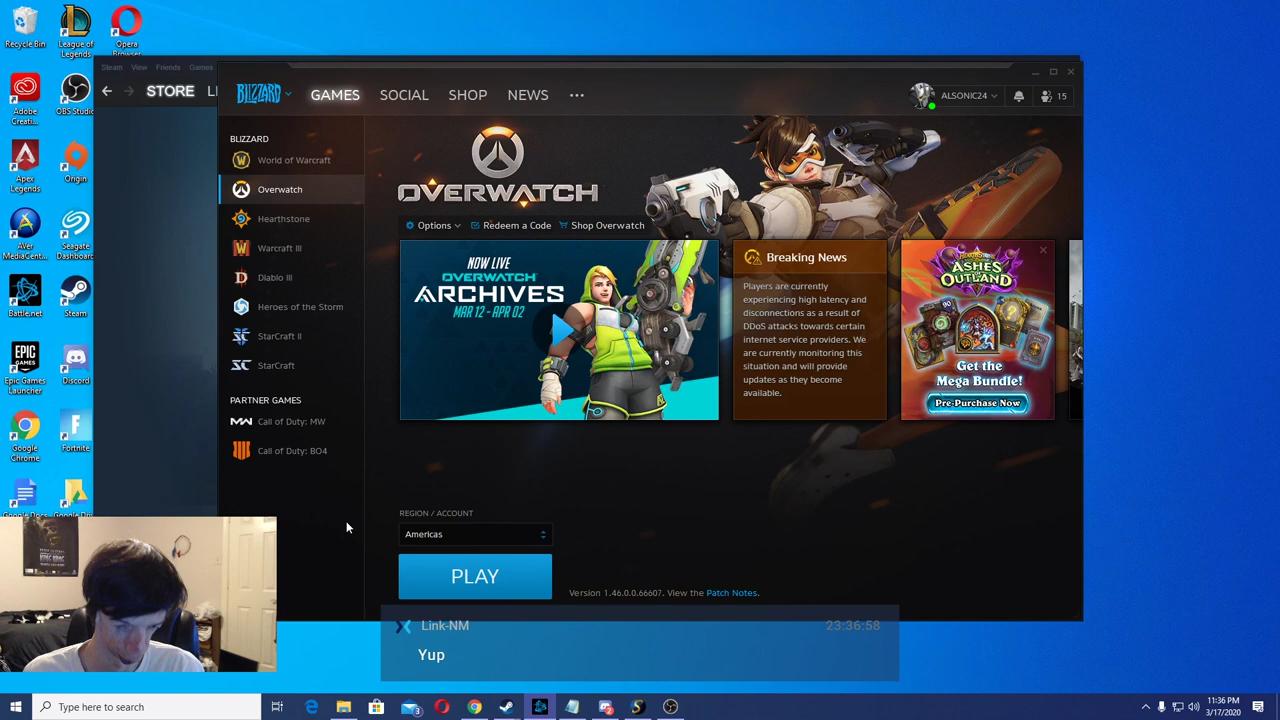 Recycle Bin
League of
Legends
Opera
Browser
Adobe
Creati...
OBS Studio
Apex
Legends
Origin
AVer
MediaCent...
Seagate
Dashboard
Battle.net
Steam
Epic Games
Launcher
Discord
Google
Chrome
Fortnite
Steam View Friends Games
STORE
BLIZZARD
GAMES SOCIAL SHOP NEWS
ALSONIC24
15
BLIZZARD
World of Warcraft
Overwatch
Hearthstone
Warcraft III
Diablo III
Heroes of the Storm
StarCraft II
StarCraft
PARTNER GAMES
Call of Duty: MW
Call of Duty: BO4
OVERWATCH
Options Redeem a Code Shop Overwatch
NOW LIVE
OVERWATCH
ARCHIVES
MAR 12 - APR 02
Breaking News
Players are currently
experiencing high latency and
disconnections as a result of
DDoS attacks towards certain
internet service providers. We
are currently monitoring this
situation and will provide
updates as they become
available.
ASHES
OUTLAND
Get the
Mega Bundle!
Pre-Purchase Now
REGION / ACCOUNT
Americas
PLAY
Version 1.46.0.0.66607. View the Patch Notes.
Link-NM 23:36:58
Yup
Type here to search
11:36 PM
3/17/2020